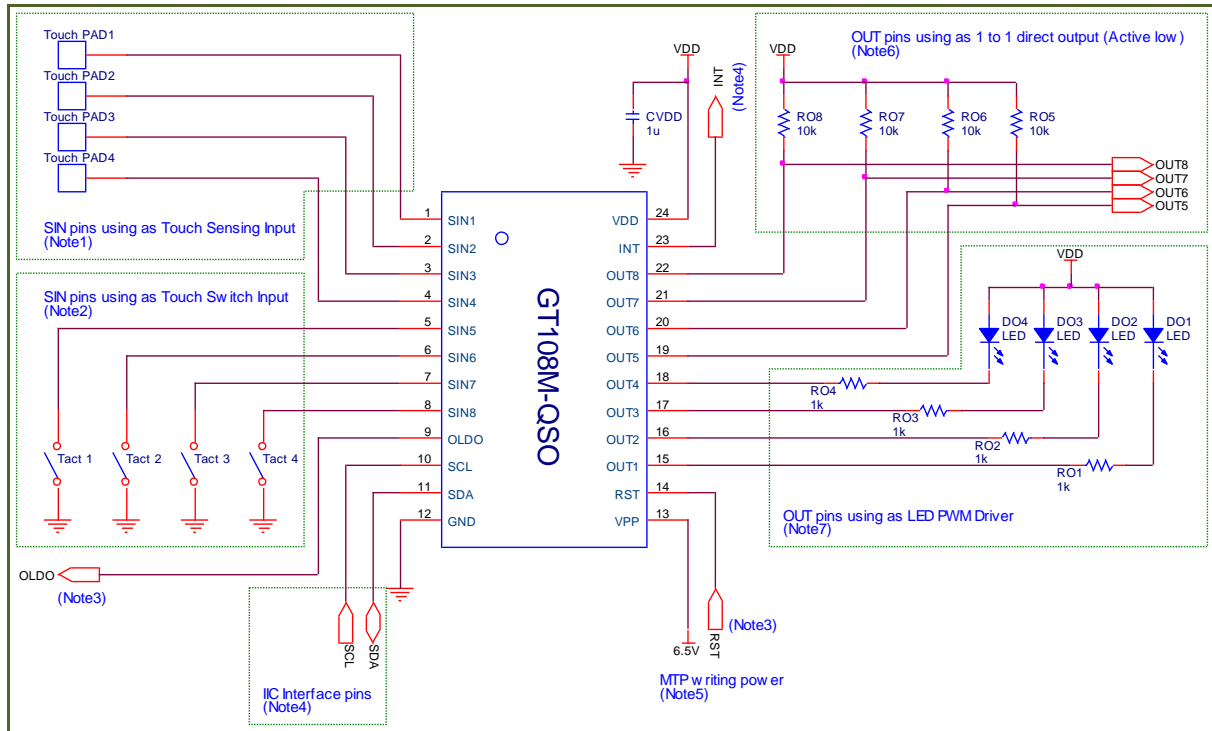 Touch PAD1
Touch PAD2
Touch PAD3
Touch PAD4
SIN pins using as Touch Sensing Input
(Note1)
SIN pins using as Touch Switch Input
(Note2)
Tact 1
Tact 2
Tact 3
Tact 4
OLDO
(Note3)
SCL
SDA
IIC Interface pins
(Note4)
VDD
CVDD
1u
INT
(Note4)
1 SIN1
2 SIN2
3 SIN3
4 SIN4
5 SIN5
6 SIN6
7 SIN7
8 SIN8
9 OLDO
10 SCL
11 SDA
12 GND
GT108M-QSO
VDD 24
INT 23
OUT8 22
OUT7 21
OUT6 20
OUT5 19
OUT4 18
OUT3 17
OUT2 16
OUT1 15
RST 14
VPP 13
6.5V
RST
(Note3)
MTP writing power
(Note5)
OUT pins using as 1 to 1 direct output (Active low)
(Note6)
VDD
RO8
10k
RO7
10k
RO6
10k
RO5
10k
OUT8
OUT7
OUT6
OUT5
VDD
DO4
LED
DO3
LED
DO2
LED
DO1
LED
RO4
1k
RO3
1k
RO2
1k
RO1
1k
OUT pins using as LED PWM Driver
(Note7)